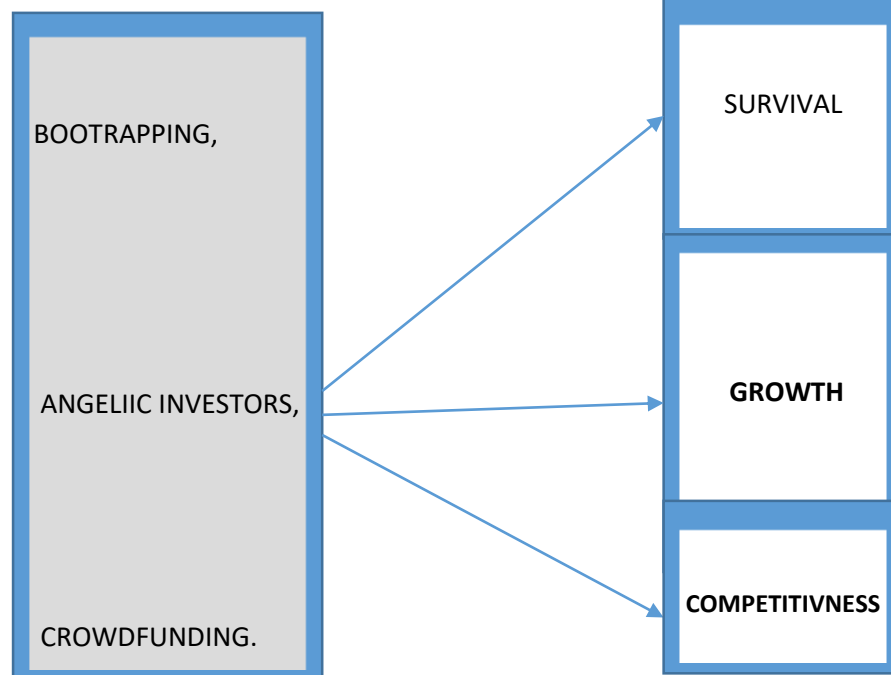 BOOTRAPPING,
ANGELIIC INVESTORS,
CROWDFUNDING.
SURVIVAL
GROWTH
COMPETITIVNESS